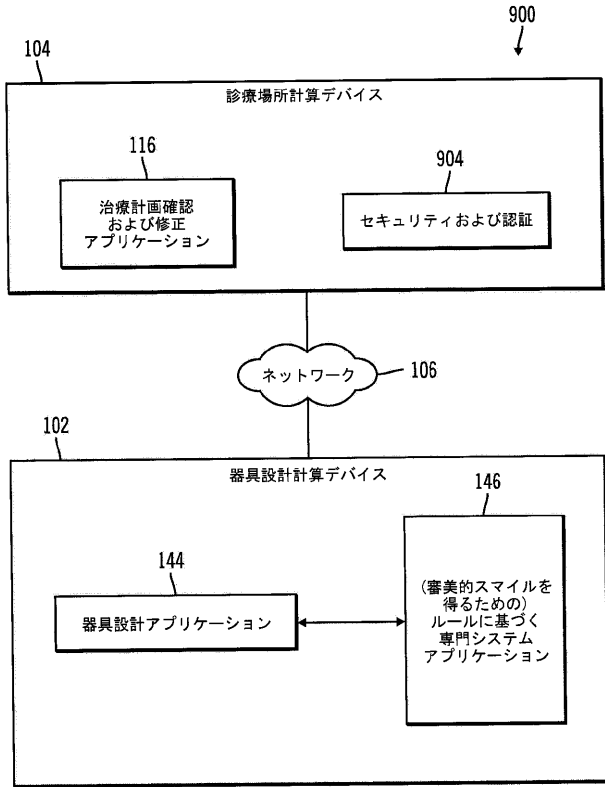 900
104
診療場所計算デバイス
116
904
治療計画確認
および修正
アプリケーション
セキュリティおよび認証
ネットワーク
106
102
器具設計計算デバイス
146
144
(審美的スマイルを
得るための)
ルールに基づく
専門システム
アプリケーション
器具設計アプリケーション